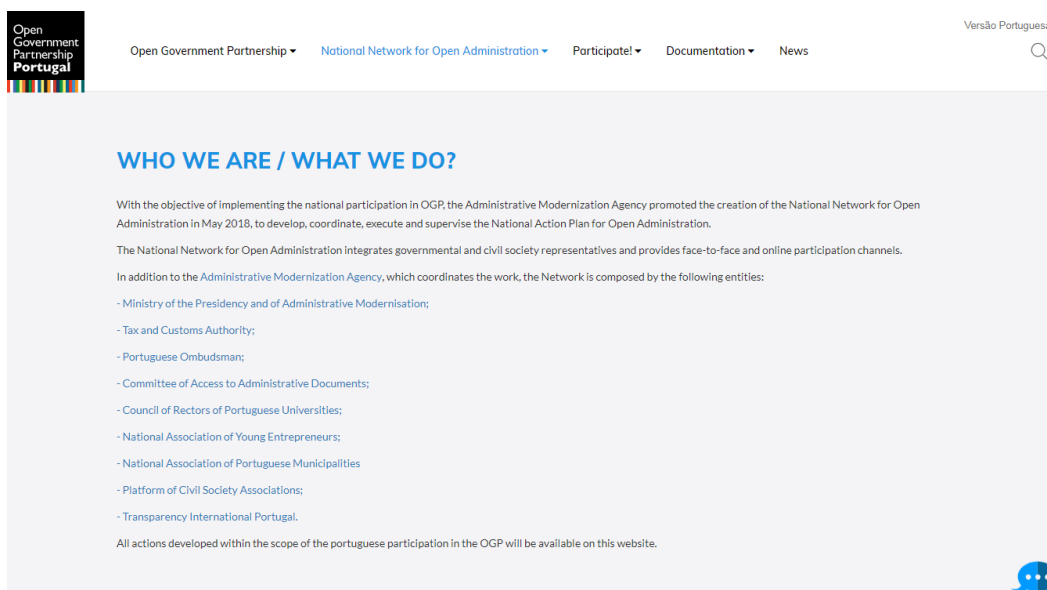 Open
Government
Partnership
Portugal
Versão Portuguesa
Open Government Partnership
National Network for Open Administration
Participate!
Documentation
News
WHO WE ARE / WHAT WE DO?
With the objective of implementing the national participation in OGP, the Administrative Modernization Agency promoted the creation of the National Network for Open
Administration in May 2018, to develop, coordinate, execute and supervise the National Action Plan for Open Administration.
The National Network for Open Administration integrates governmental and civil society representatives and provides face-to-face and online participation channels.
In addition to the Administrative Modernization Agency, which coordinates the work, the Network is composed by the following entities:
- Ministry of the Presidency and of Administrative Modernisation;
- Tax and Customs Authority;
- Portuguese Ombudsman;
- Committee of Access to Administrative Documents;
- Council of Rectors of Portuguese Universities;
- National Association of Young Entrepreneurs;
- National Association of Portuguese Municipalities
- Platform of Civil Society Associations;
- Transparency International Portugal.
All actions developed within the scope of the portuguese participation in the OGP will be available on this website.